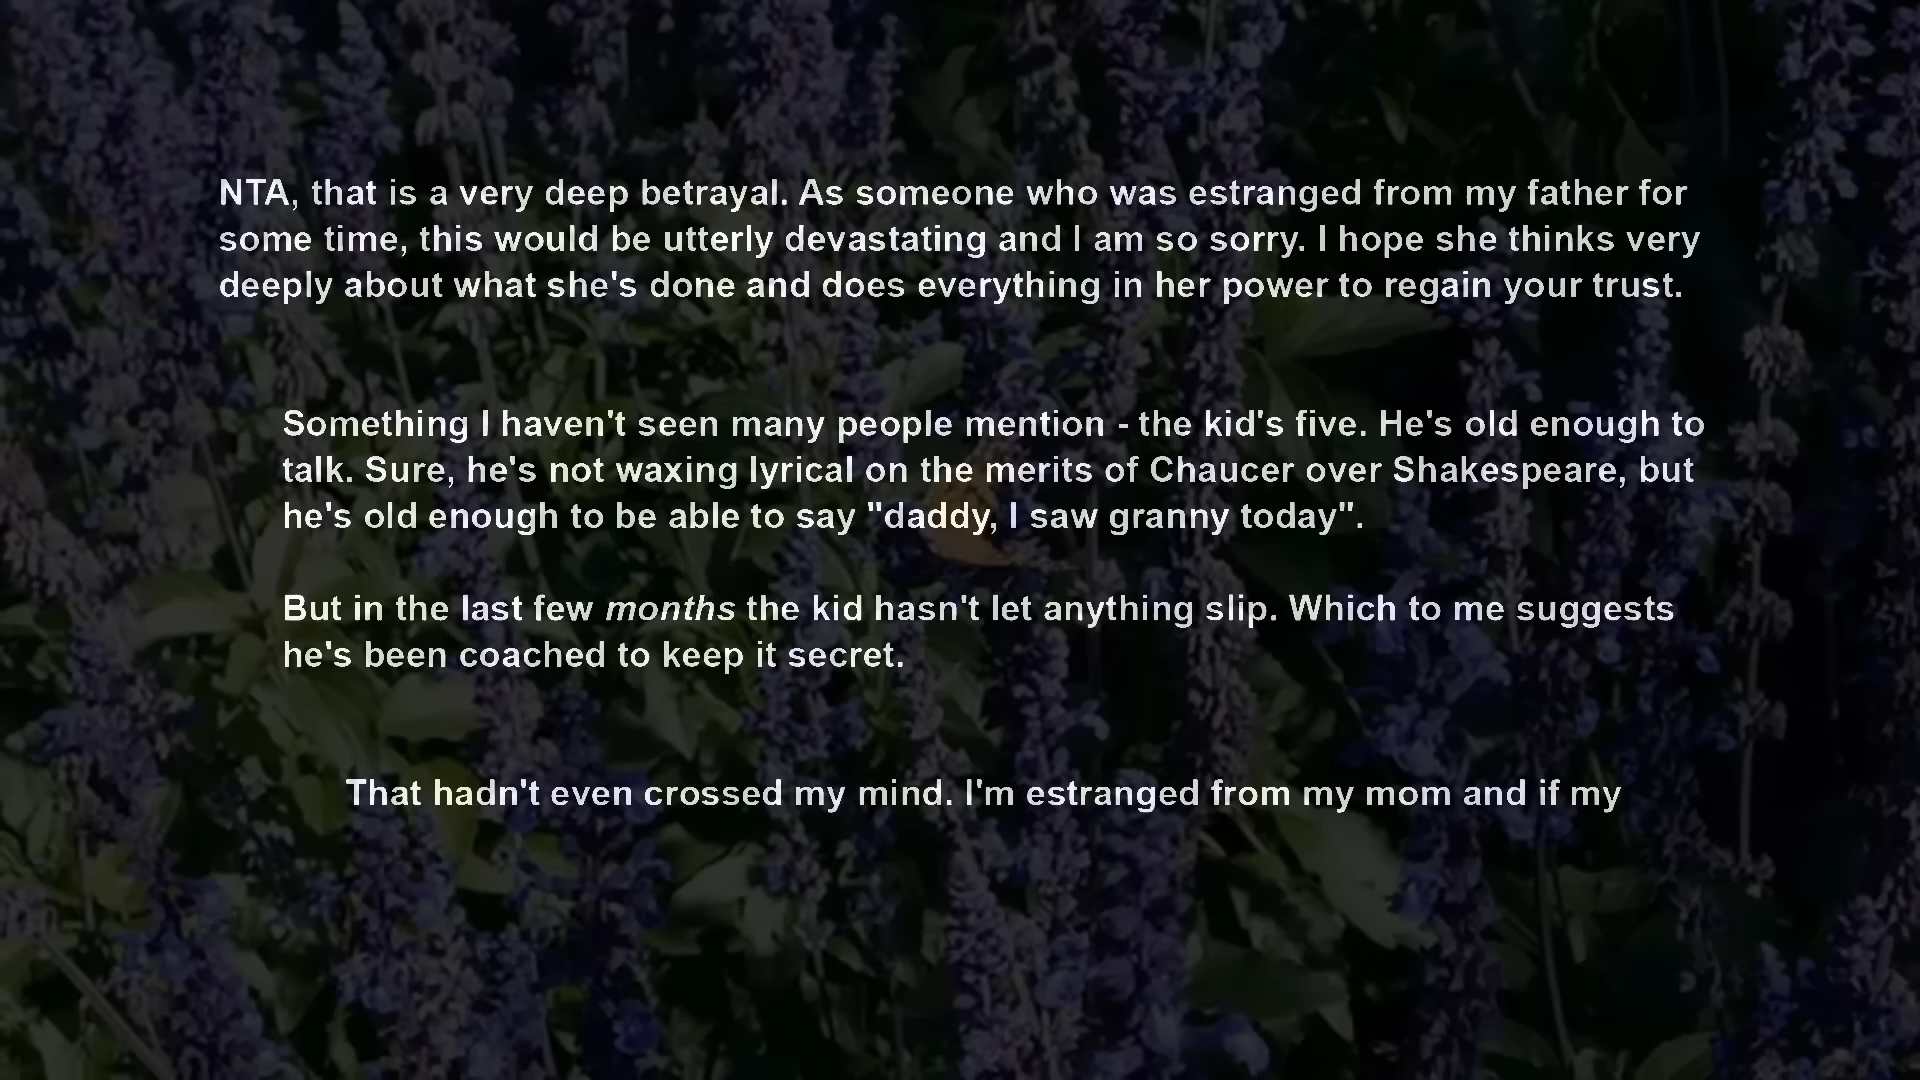 NTA, that is a very deep betrayal. As someone who was estranged from my father for
some time, this would be utterly devastating and I am so sorry. I hope she thinks very
deeply about what she's done and does everything in her power to regain your trust.
Something I haven't seen many people mention - the kid's five. He's old enough to
talk. Sure, he's not waxing lyrical on the merits of Chaucer over Shakespeare, but
he's old enough to be able to say "daddy, I saw granny today".
But in the last few months the kid hasn't let anything slip. Which to me suggests
he's been coached to keep it secret.
That hadn't even crossed my mind. I'm estranged from my mom and if my